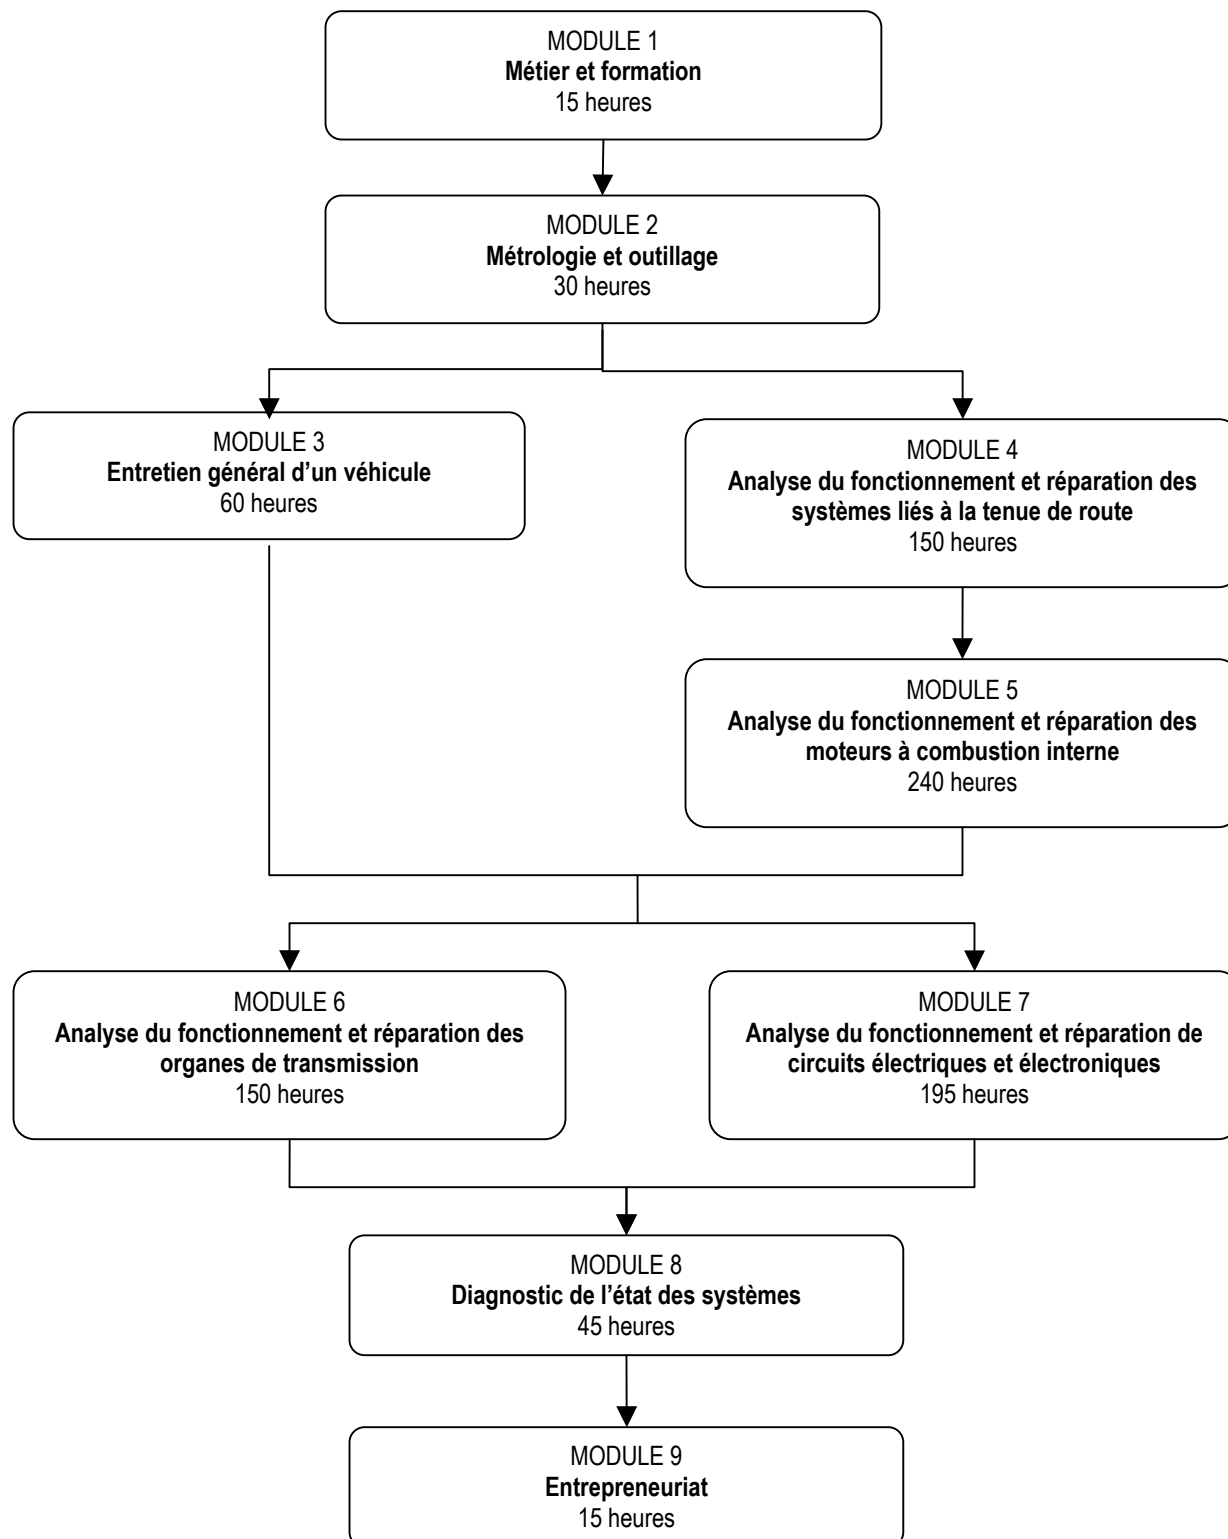 MODULE 1
Métier et formation
15 heures
MODULE 2
Métrologie et outillage
30 heures
MODULE 3
Entretien général d’un véhicule
60 heures
MODULE 4
Analyse du fonctionnement et réparation des
systèmes liés à la tenue de route
150 heures
MODULE 5
Analyse du fonctionnement et réparation des
moteurs à combustion interne
240 heures
MODULE 6
Analyse du fonctionnement et réparation des
organes de transmission
150 heures
MODULE 7
Analyse du fonctionnement et réparation de
circuits électriques et électroniques
195 heures
MODULE 8
Diagnostic de l’état des systèmes
45 heures
MODULE 9
Entrepreneuriat
15 heures